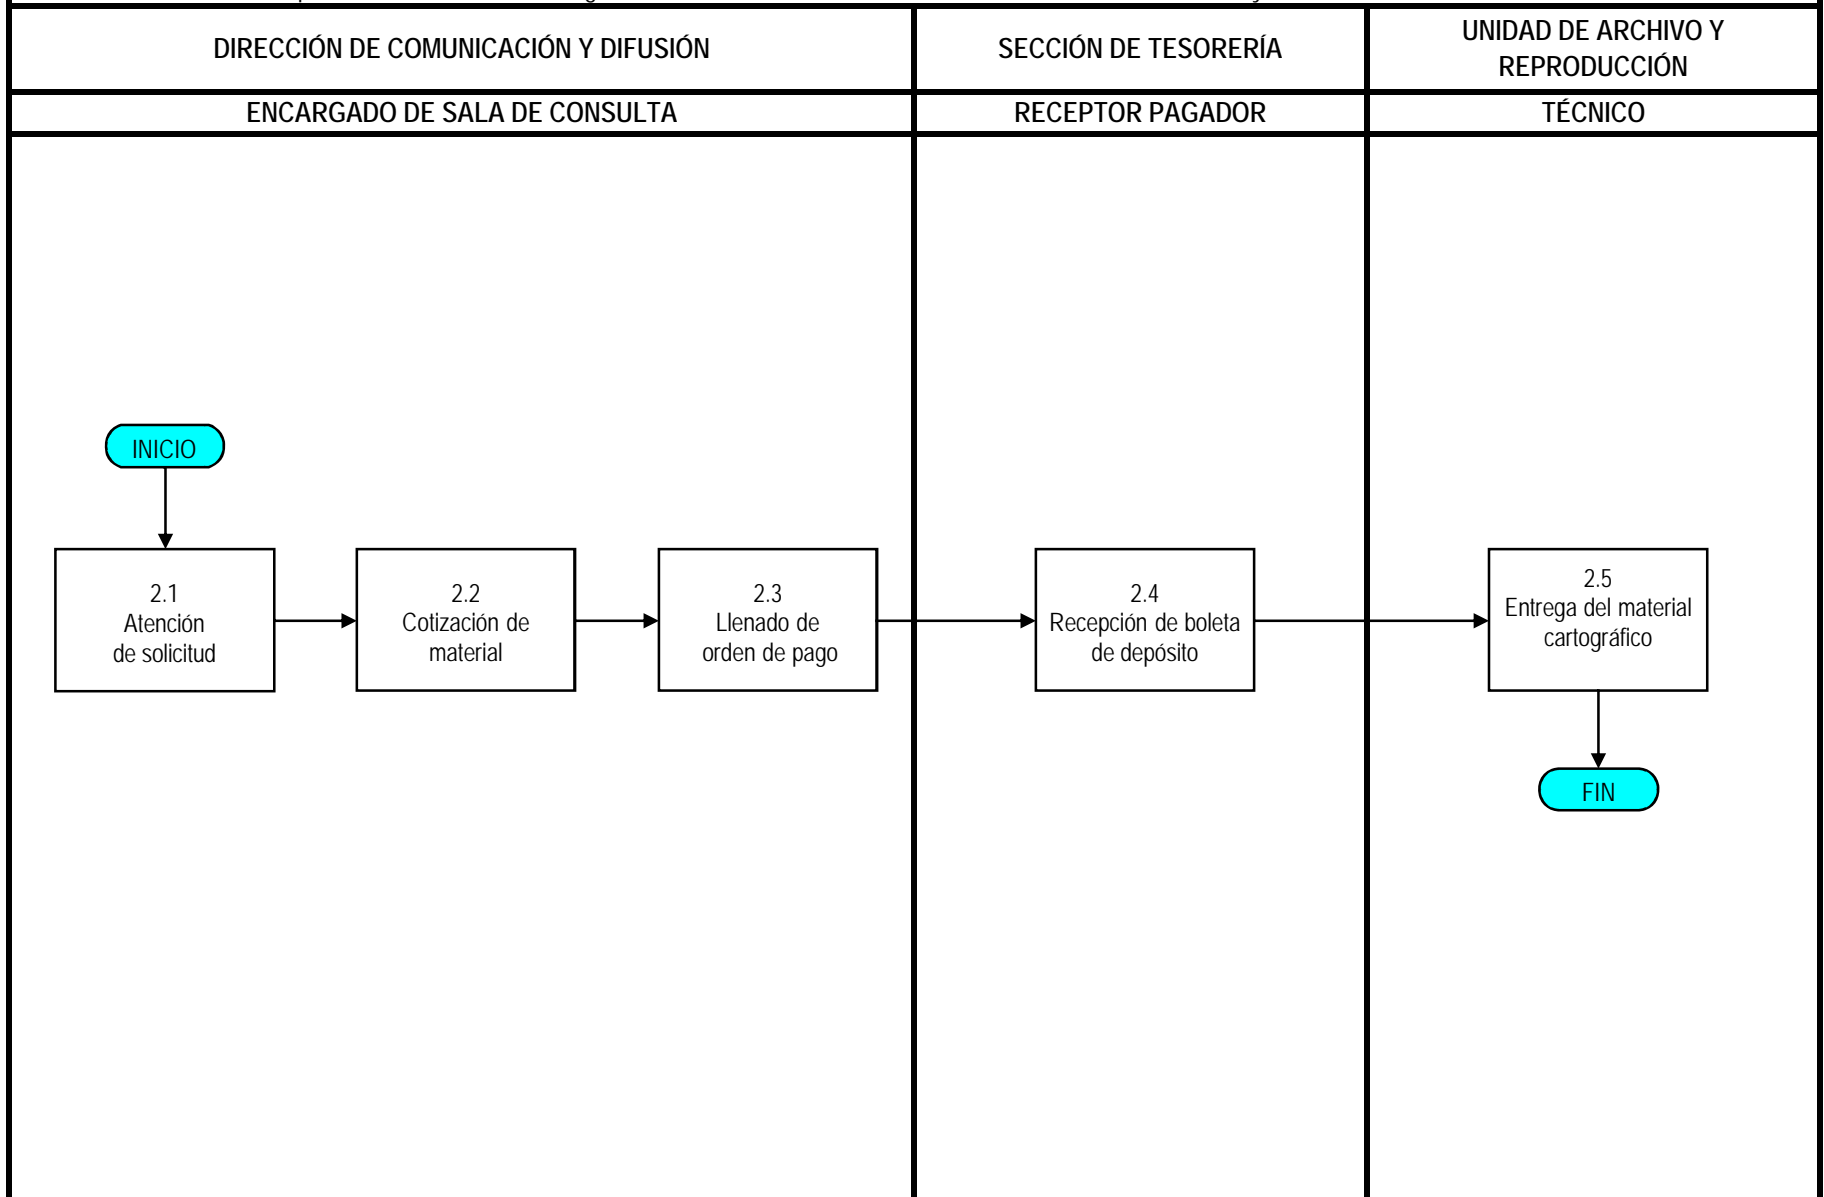 DIRECCIÓN DE COMUNICACIÓN Y DIFUSIÓN
SECCIÓN DE TESORERÍA
UNIDAD DE ARCHIVO Y
REPRODUCCIÓN
ENCARGADO DE SALA DE CONSULTA
RECEPTOR PAGADOR
TÉCNICO
INICIO
2.1
Atención
de solicitud
2.2
Cotización de
material
2.3
Llenado de
orden de pago
2.4
Recepción de boleta
de depósito
2.5
Entrega del material
cartográfico
FIN